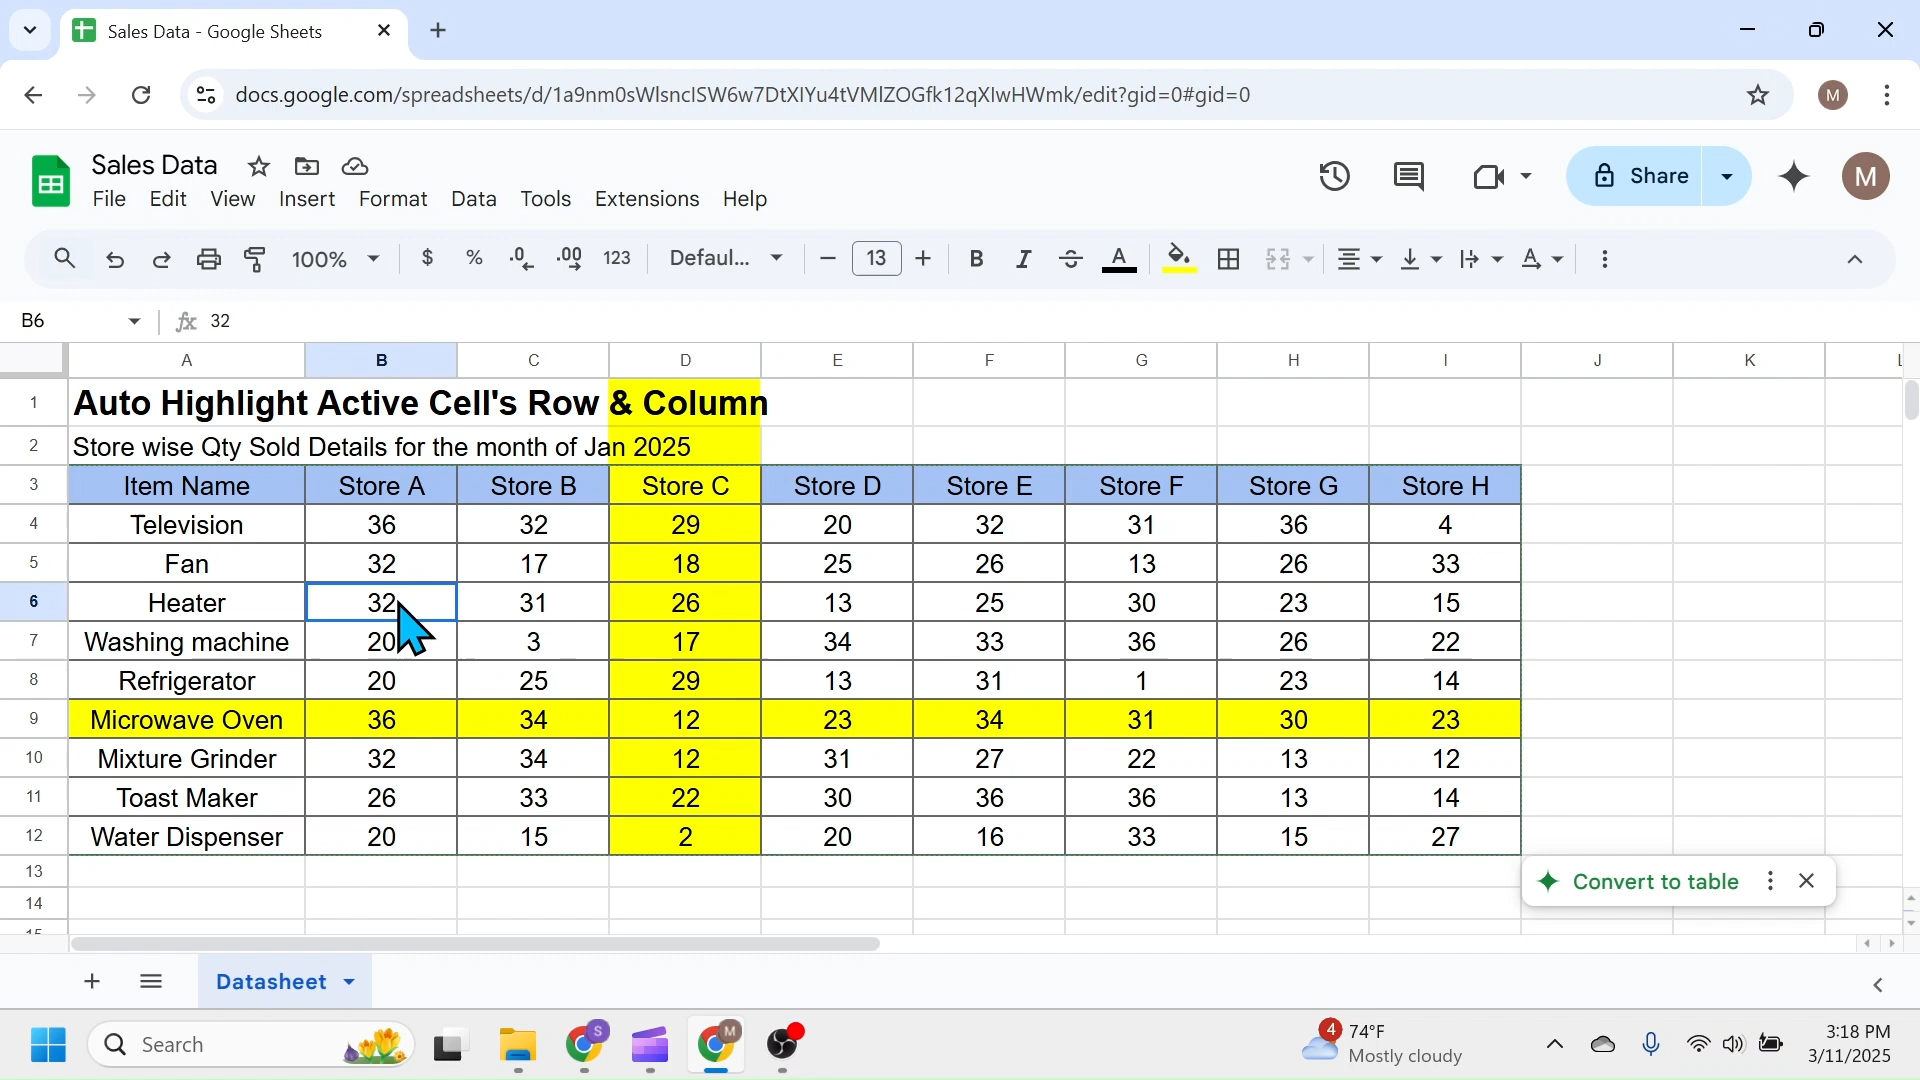 Sales Data - Google Sheets
docs.google.com/spreadsheets/d/1a9nm0sWlsnclSW6w7DtXIYu4tVMlZOGfk12qXlwHWmk/edit?gid=0#gid=0
M
Sales Data
File Edit View Insert Format Data Tools Extensions Help
Share
M
100% $ % .0 .00 123 Defaul... 13 B I A
B6 fx 32
A B C D E F G H I J K L
1 Auto Highlight Active Cell's Row & Column
2 Store wise Qty Sold Details for the month of Jan 2025
3 Item Name Store A Store B Store C Store D Store E Store F Store G Store H
4 Television 36 32 29 20 32 31 36 4
5 Fan 32 17 18 25 26 13 26 33
6 Heater 32 31 26 13 25 30 23 15
7 Washing machine 20 3 17 34 33 36 26 22
8 Refrigerator 20 25 29 13 31 1 23 14
9 Microwave Oven 36 34 12 23 34 31 30 23
10 Mixture Grinder 32 34 12 31 27 22 13 12
11 Toast Maker 26 33 22 30 36 36 13 14
12 Water Dispenser 20 15 2 20 16 33 15 27
13
Convert to table
14
15
Datasheet
Search
S
M
4
74°F
Mostly cloudy
3:18 PM
3/11/2025